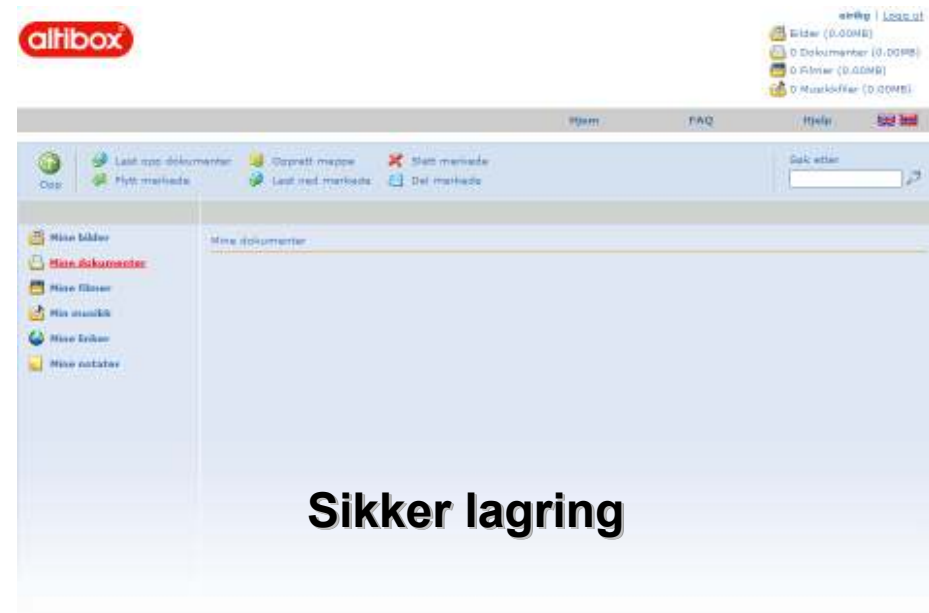 altibox
| Logg ut
Bilder (0.00MB)
0 Dokumenter (0.00MB)
0 Filmer (0.00MB)
0 Musikkfiler (0.00MB)
Hjem FAQ Hjelp
Opp
Last opp dokumenter Opprett mappe Slett merkede
Flytt merkede Last ned merkede Del merkede
Søk etter
Mine bilder
Mine dokumenter
Mine filmer
Min musikk
Mine linker
Mine notater
Mine dokumenter
Sikker lagring